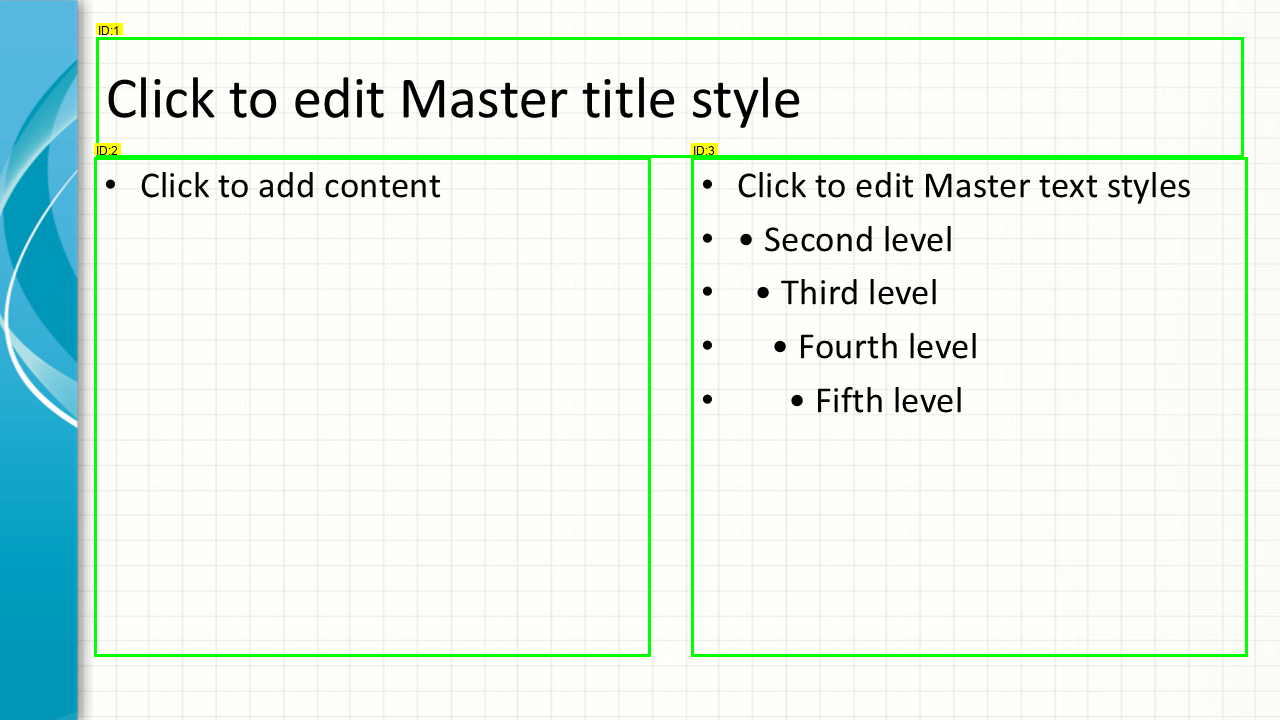 ID:1
Click to edit Master title style
ID:2
• Click to add content
ID:3
• Click to edit Master text styles
• • Second level
• • Third level
• • Fourth level
• • Fifth level